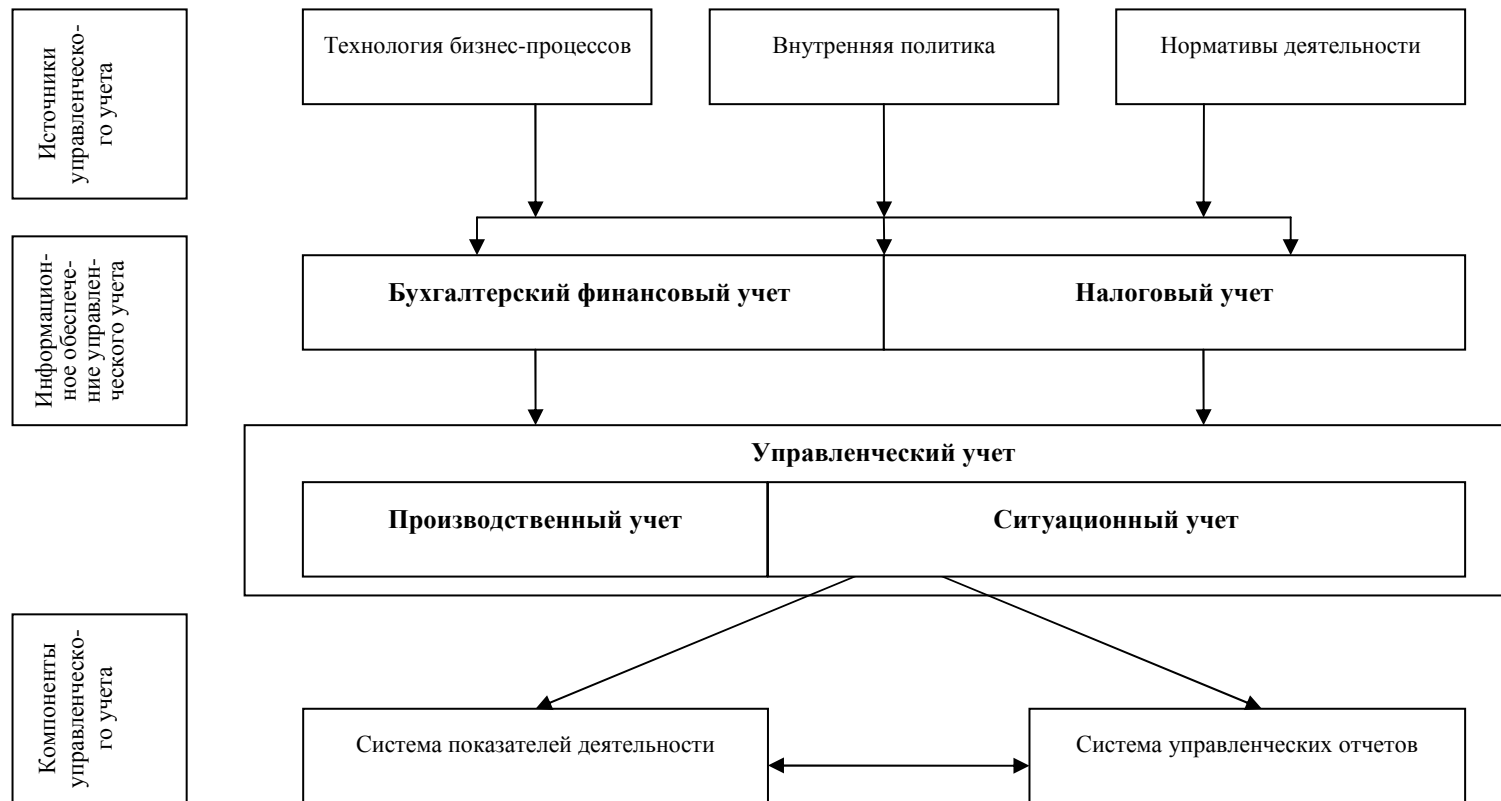 Источники
управленческо-
го учета
Технология бизнес-процессов
Внутренняя политика
Нормативы деятельности
Информацион-
ное обеспече-
ние управлен-
ческого учета
Бухгалтерский финансовый учет
Налоговый учет
Управленческий учет
Производственный учет
Ситуационный учет
Компоненты
управленческо-
го учета
Система показателей деятельности
Система управленческих отчетов